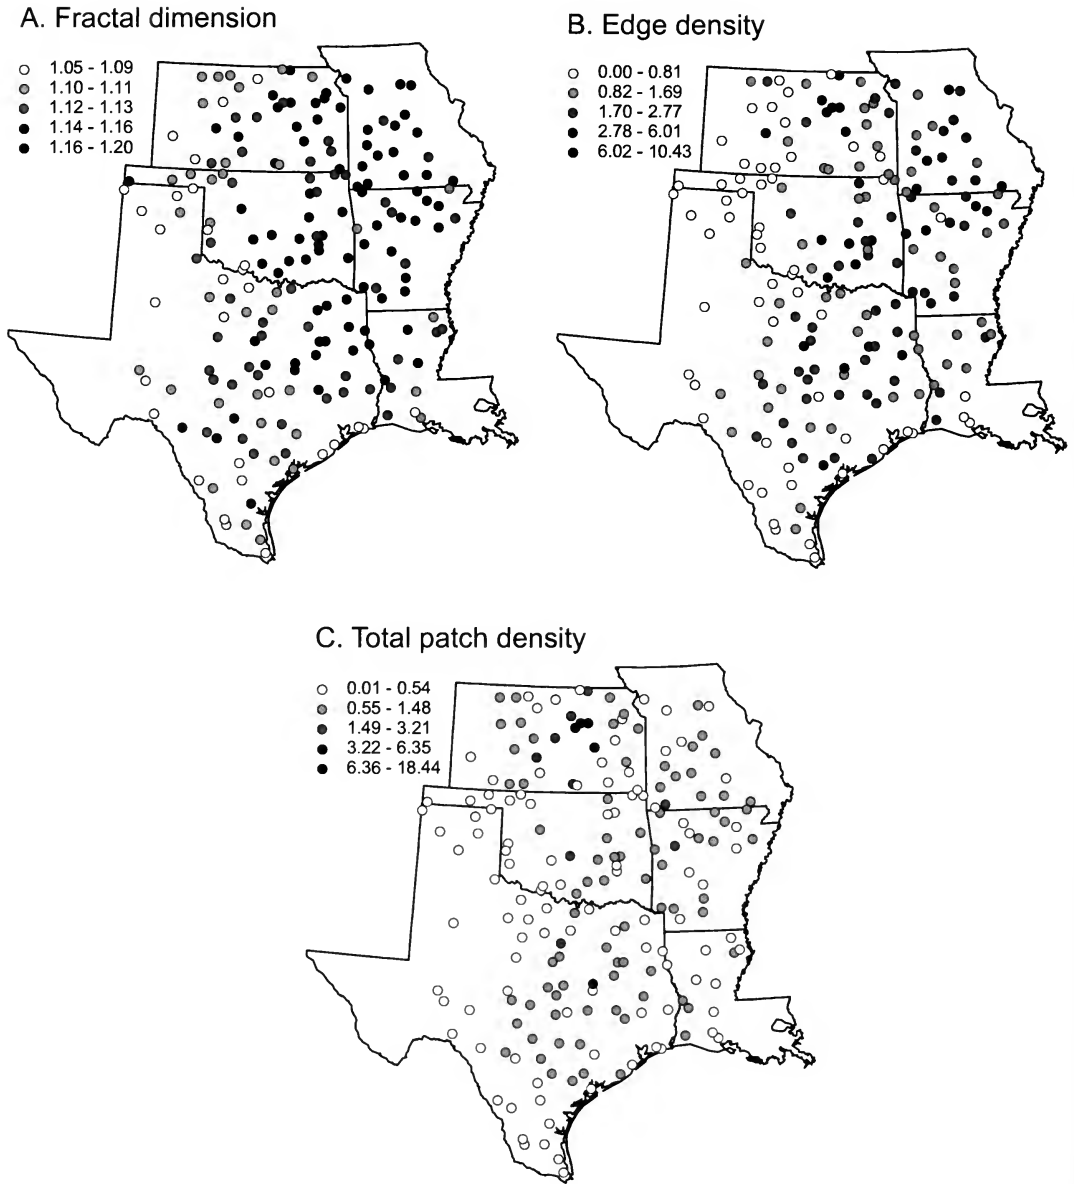 A. Fractal dimension
1.05 - 1.09
1.10 - 1.11
1.12 - 1.13
1.14 - 1.16
1.16 - 1.20
B. Edge density
0.00 - 0.81
0.82 - 1.69
1.70 - 2.77
2.78 - 6.01
6.02 - 10.43
C. Total patch density
0.01 - 0.54
0.55 - 1.48
1.49 - 3.21
3.22 - 6.35
6.36 - 18.44